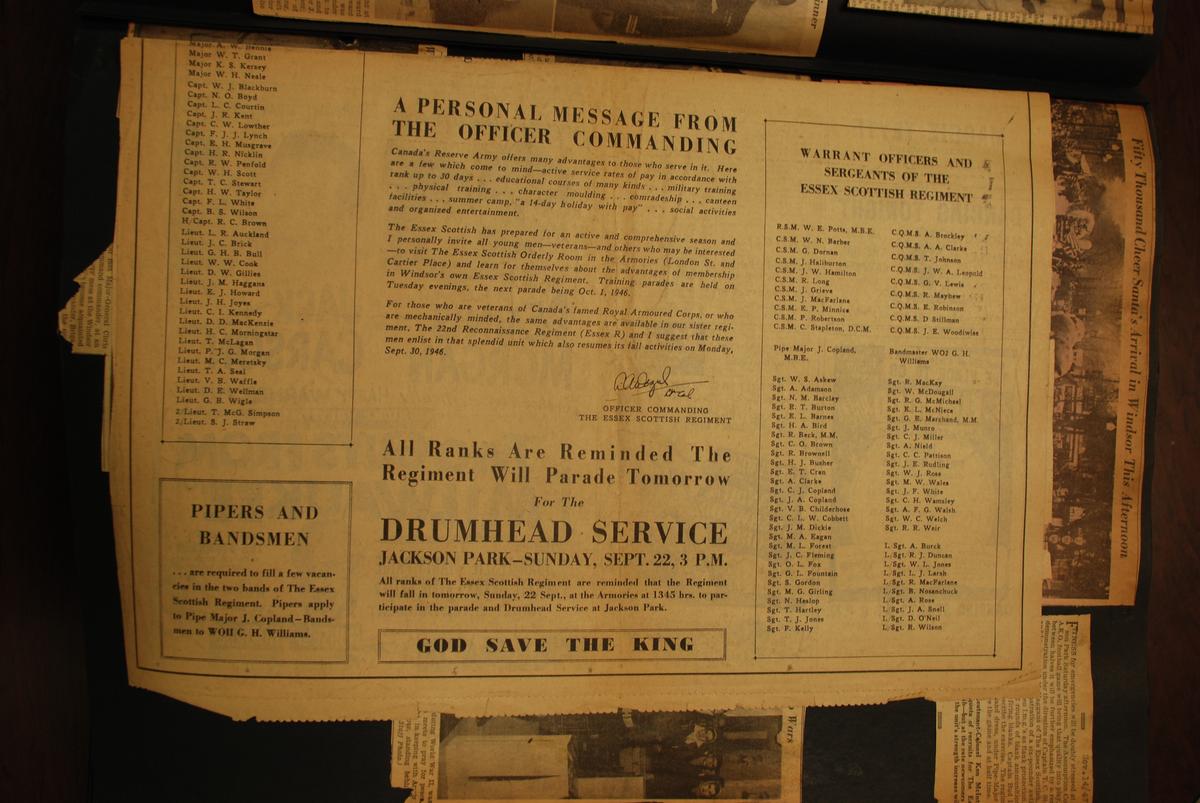 Major A. W. Rennie
Major W. T. Grant
Major K. S. Kersey
Major W. H. Neale
Capt. W. J. Blackburn
Capt. N. O. Boyd
Capt. L. C. Courtin
Capt. J. R. Kent
Capt. C. W. Lowther
Capt. F. J. J. Lynch
Capt. E. H. Musgrave
Capt. H. R. Nicklin
Capt. R. W. Penfold
Capt. W. H. Scott
Capt. T. C. Stewart
Capt. H. W. Taylor
Capt. F. L. White
Capt. B. S. Wilson
H/Capt. R. C. Brown
Lieut. L. R. Auckland
Lieut. J. C. Brick
Lieut. G. H. B. Bull
Lieut. W. W. Cook
Lieut. D. W. Gillies
Lieut. J. M. Haggans
Lieut. E. J. Howard
Lieut. J. H. Joyes
Lieut. C. I. Kennedy
Lieut. D. D. MacKenzie
Lieut. H. C. Morningstar
Lieut. T. McLagan
Lieut. P. J. G. Morgan
Lieut. M. C. Meretsky
Lieut. T. A. Seal
Lieut. V. B. Waffle
Lieut. D. E. Wellman
Lieut. G. B. Wigle
2/Lieut. T. McG. Simpson
2/Lieut. S. J. Straw
PIPERS AND
BANDSMEN
... are required to fill a few vacan-
cies in the two bands of The Essex
Scottish Regiment. Pipers apply
to Pipe Major J. Copland—Bands-
men to WOII G. H. Williams.
A PERSONAL MESSAGE FROM
THE OFFICER COMMANDING
Canada's Reserve Army offers many advantages to those who serve in it. Here
are a few which come to mind—active service rates of pay in accordance with
rank up to 30 days . . . educational courses of many kinds . . . military training
. . . physical training . . . character moulding . . . comradeship . . . canteen
facilities . . . summer camp, "a 14-day holiday with pay" . . . social activities
and organized entertainment.
The Essex Scottish has prepared for an active and comprehensive season and
I personally invite all young men—veterans—and others who may be interested
—to visit The Essex Scottish Orderly Room in the Armories (London St. and
Cartier Place) and learn for themselves about the advantages of membership
in Windsor's own Essex Scottish Regiment. Training parades are held on
Tuesday evenings, the next parade being Oct. 1, 1946.
For those who are veterans of Canada's famed Royal Armoured Corps, or who
are mechanically minded, the same advantages are available in our sister regi-
ment, The 22nd Reconnaissance Regiment (Essex R) and I suggest that these
men enlist in that splendid unit which also resumes its fall activities on Monday,
Sept. 30, 1946.
OFFICER COMMANDING
THE ESSEX SCOTTISH REGIMENT
All Ranks Are Reminded The
Regiment Will Parade Tomorrow
For The
DRUMHEAD SERVICE
JACKSON PARK—SUNDAY, SEPT. 22, 3 P.M.
All ranks of The Essex Scottish Regiment are reminded that the Regiment
will fall in tomorrow, Sunday, 22 Sept., at the Armories at 1345 hrs. to par-
ticipate in the parade and Drumhead Service at Jackson Park.
GOD SAVE THE KING
WARRANT OFFICERS AND
SERGEANTS OF THE
ESSEX SCOTTISH REGIMENT
R.S.M. W. E. Potts, M.B.E.
C.S.M. W. N. Barber
C.S.M. G. Dornan
C.S.M. J. Haliburton
C.S.M. J. W. Hamilton
C.S.M. R. Long
C.S.M. J. Grieve
C.S.M. J. MacFarlane
C.S.M. E. P. Minnice
C.S.M. P. Robertson
C.S.M. C. Stapleton, D.C.M.
C.Q.M.S. A. Brockley
C.Q.M.S. A. A. Clarke
C.Q.M.S. T. Johnson
C.Q.M.S. J. W. A. Leopold
C.Q.M.S. G. V. Lewis
C.Q.M.S. R. Mayhew
C.Q.M.S. E. Robinson
C.Q.M.S. D. Stillman
C.Q.M.S. J. E. Woodiwiss
Pipe Major J. Copland,
M.B.E.
Bandmaster WO2 G. H.
Williams
Sgt. W. S. Askew
Sgt. A. Adamson
Sgt. N. M. Barcley
Sgt. R. T. Burton
Sgt. E. L. Barnes
Sgt. H. A. Bird
Sgt. R. Beck, M.M.
Sgt. C. O. Brown
Sgt. R. Brownell
Sgt. H. J. Busher
Sgt. E. T. Cran
Sgt. A. Clarke
Sgt. C. J. Copland
Sgt. J. A. Copland
Sgt. V. B. Childerhose
Sgt. C. L. W. Cobbett
Sgt. J. M. Dickie
Sgt. M. A. Eagan
Sgt. M. L. Forest
Sgt. J. C. Fleming
Sgt. O. L. Fox
Sgt. G. L. Fountain
Sgt. S. Gordon
Sgt. M. G. Girling
Sgt. N. Heslop
Sgt. T. Hartley
Sgt. T. J. Jones
Sgt. F. Kelly
Sgt. R. MacKay
Sgt. W. McDougall
Sgt. R. G. McMichael
Sgt. K. L. McNiece
Sgt. G. E. Marchand, M.M.
Sgt. J. Munro
Sgt. C. J. Miller
Sgt. A. Nield
Sgt. C. C. Pattison
Sgt. J. E. Rudling
Sgt. W. J. Rose
Sgt. M. W. Wales
Sgt. J. F. White
Sgt. C. H. Wamsley
Sgt. A. F. G. Walsh
Sgt. W. C. Welch
Sgt. R. R. Weir
L/Sgt. A. Burck
L/Sgt. R. J. Duncan
L/Sgt. W. L. Jones
L/Sgt. L. J. Larsh
L/Sgt. R. MacFarlane
L/Sgt. B. Nosanchuck
L/Sgt. A. Rose
L/Sgt. J. A. Snell
L/Sgt. D. O'Neil
L/Sgt. R. Wilson
Fifty Thousand Cheer Santa's Arrival in Windsor This Afternoon